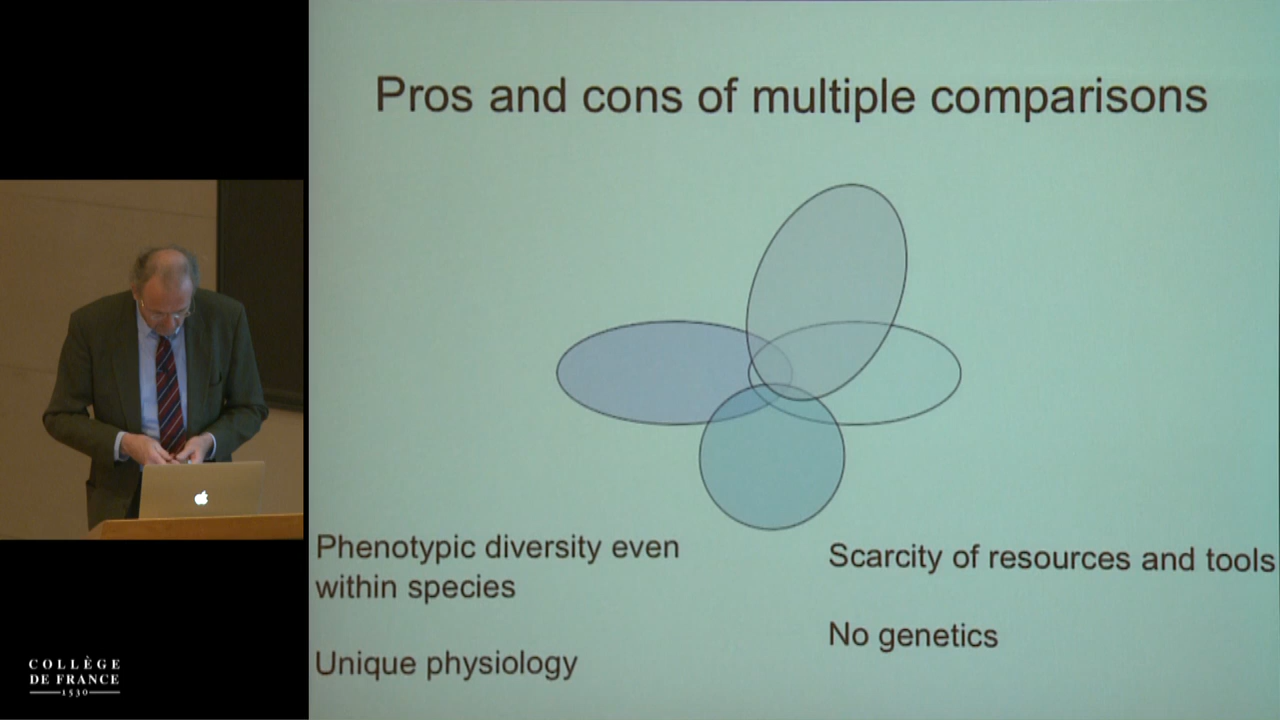 Pros and cons of multiple comparisons
Phenotypic diversity even
within species
Unique physiology
Scarcity of resources and tools
No genetics
COLLÈGE
DE FRANCE
1530